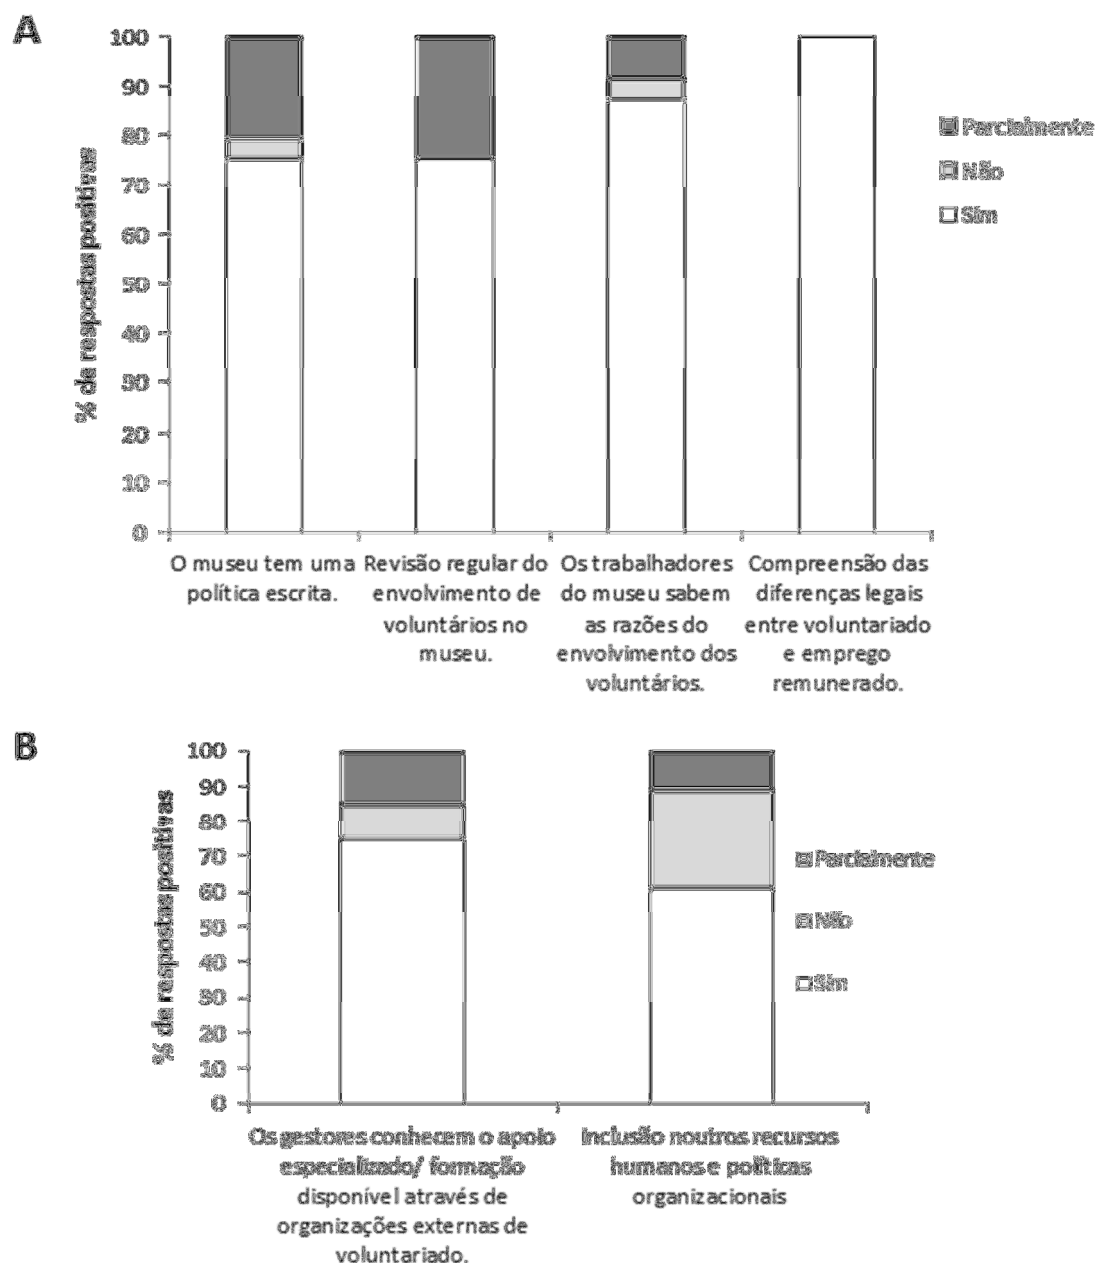 A
100
90
80
70
60
50
40
30
20
10
0
% de respostas positivas
Parcialmente
Não
Sim
O museu tem uma política escrita.
Revisão regular do envolvimento de voluntários no museu.
Os trabalhadores do museu sabem as razões do envolvimento dos voluntários.
Compreensão das diferenças legais entre voluntariado e emprego remunerado.
B
100
90
80
70
60
50
40
30
20
10
0
% de respostas positivas
Parcialmente
Não
Sim
Os gestores conhecem o apoio especializado/ formação disponível através de organizações externas de voluntariado.
Inclusão noutros recursos humanos e políticas organizacionais